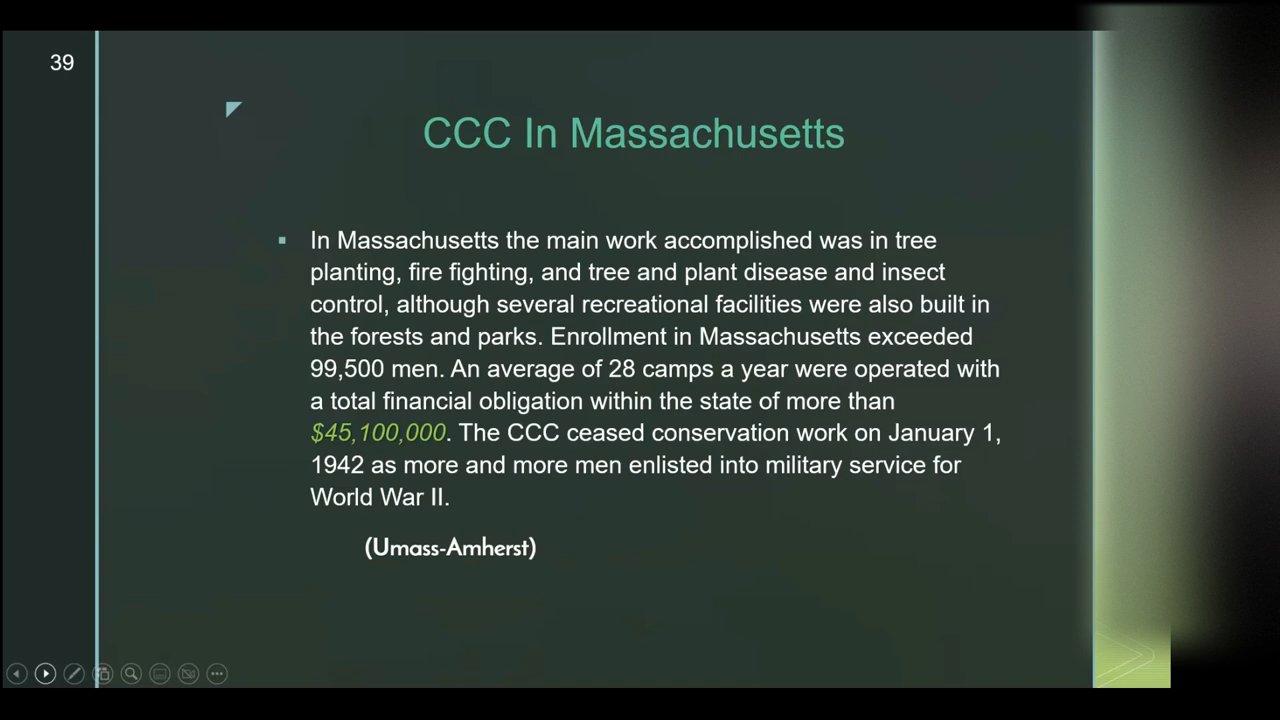 39
CCC In Massachusetts
▪ In Massachusetts the main work accomplished was in tree
planting, fire fighting, and tree and plant disease and insect
control, although several recreational facilities were also built in
the forests and parks. Enrollment in Massachusetts exceeded
99,500 men. An average of 28 camps a year were operated with
a total financial obligation within the state of more than
$45,100,000. The CCC ceased conservation work on January 1,
1942 as more and more men enlisted into military service for
World War II.
(Umass-Amherst)